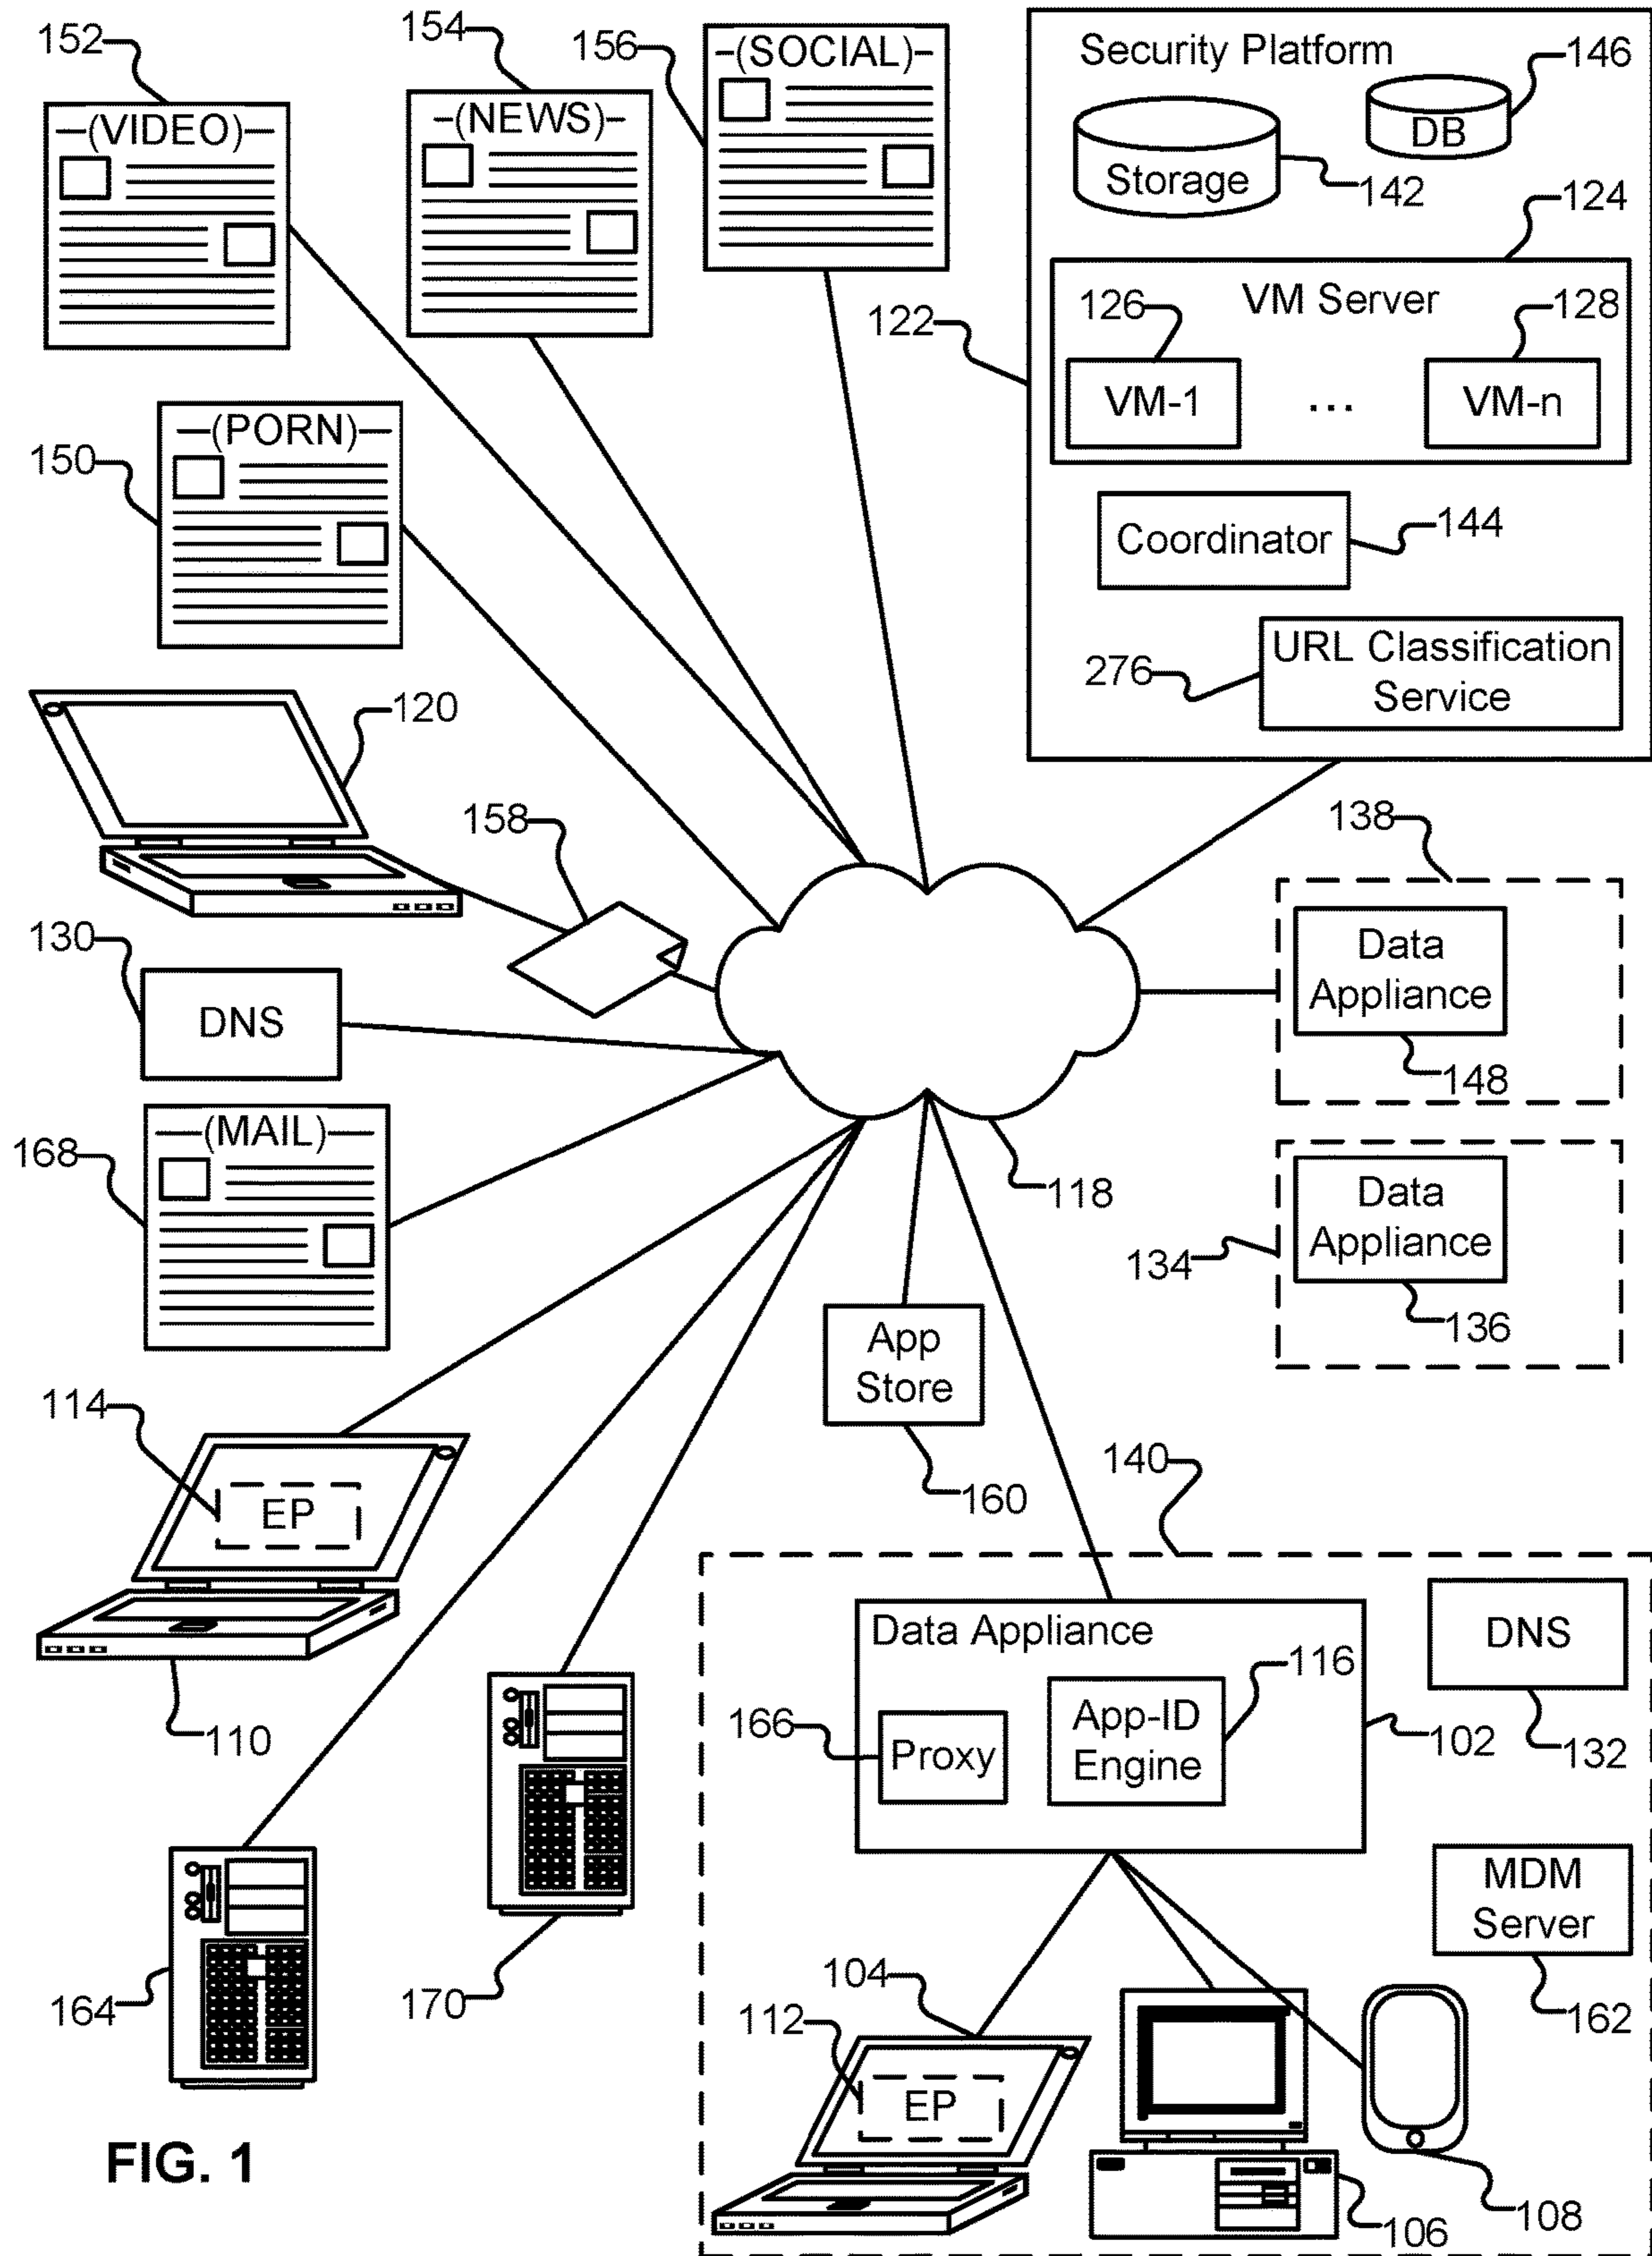 152
—(VIDEO)—
154
-(NEWS)-
156
-(SOCIAL)-
Security Platform
146
DB
Storage
142
124
122
VM Server
126
128
VM-1
...
VM-n
150
—(PORN)—
Coordinator
144
URL Classification
Service
276
120
158
138
Data
Appliance
148
130
DNS
168
—(MAIL)—
118
134
Data
Appliance
136
App
Store
160
114
EP
110
140
Data Appliance
DNS
132
166
Proxy
App-ID
Engine
116
102
MDM
Server
162
164
170
104
112
EP
106
108
FIG. 1